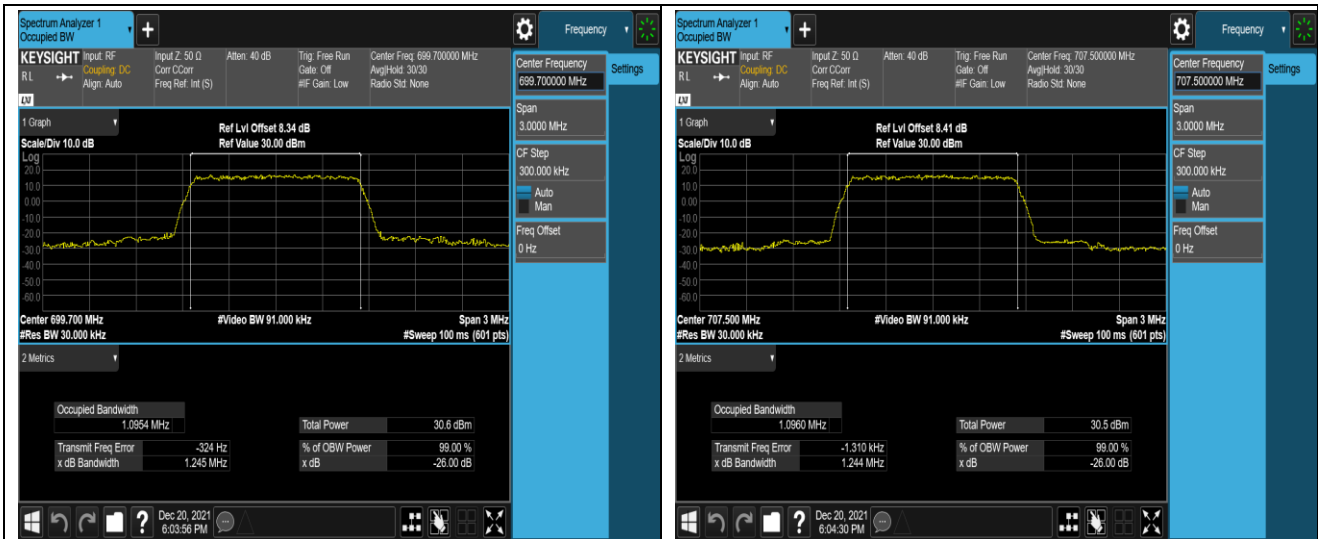 Spectrum Analyzer 1
Occupied BW
+
Frequency
KEYSIGHT
Input: RF
Coupling: DC
Align: Auto
Input Z: 50 Ω
Corr CCorr
Freq Ref: Int (S)
Atten: 40 dB
Trig: Free Run
Gate: Off
#IF Gain: Low
Center Freq: 699.700000 MHz
Avg|Hold: 30/30
Radio Std: None
RL
LXI
Center Frequency
699.700000 MHz
Settings
Span
3.0000 MHz
CF Step
300.000 kHz
Auto
Man
Freq Offset
0 Hz
1 Graph
Ref Lvl Offset 8.34 dB
Scale/Div 10.0 dB
Ref Value 30.00 dBm
Log
20.0
10.0
0.00
-10.0
-20.0
-30.0
-40.0
-50.0
-60.0
Center 699.700 MHz
#Video BW 91.000 kHz
Span 3 MHz
#Res BW 30.000 kHz
#Sweep 100 ms (601 pts)
2 Metrics
Occupied Bandwidth
1.0954 MHz
Total Power 30.6 dBm
Transmit Freq Error -324 Hz
% of OBW Power 99.00 %
x dB Bandwidth 1.245 MHz
x dB -26.00 dB
?
Dec 20, 2021
6:03:56 PM
Spectrum Analyzer 1
Occupied BW
+
Frequency
KEYSIGHT
Input: RF
Coupling: DC
Align: Auto
Input Z: 50 Ω
Corr CCorr
Freq Ref: Int (S)
Atten: 40 dB
Trig: Free Run
Gate: Off
#IF Gain: Low
Center Freq: 707.500000 MHz
Avg|Hold: 30/30
Radio Std: None
RL
LXI
Center Frequency
707.500000 MHz
Settings
Span
3.0000 MHz
CF Step
300.000 kHz
Auto
Man
Freq Offset
0 Hz
1 Graph
Ref Lvl Offset 8.41 dB
Scale/Div 10.0 dB
Ref Value 30.00 dBm
Log
20.0
10.0
0.00
-10.0
-20.0
-30.0
-40.0
-50.0
-60.0
Center 707.500 MHz
#Video BW 91.000 kHz
Span 3 MHz
#Res BW 30.000 kHz
#Sweep 100 ms (601 pts)
2 Metrics
Occupied Bandwidth
1.0960 MHz
Total Power 30.5 dBm
Transmit Freq Error -1.310 kHz
% of OBW Power 99.00 %
x dB Bandwidth 1.244 MHz
x dB -26.00 dB
?
Dec 20, 2021
6:04:30 PM